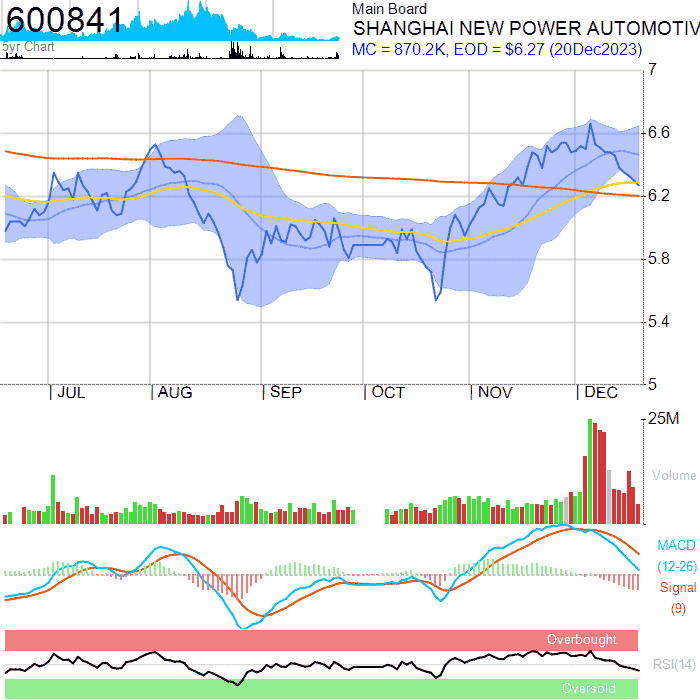 600841
5yr Chart
Main Board
SHANGHAI NEW POWER AUTOMOTIV
MC = 870.2K, EOD = $6.27 (20Dec2023)
7
6.6
6.2
5.8
5.4
5
JUL AUG SEP OCT NOV DEC
25M
Volume
MACD
(12-26)
Signal
(9)
Overbought
RSI(14)
Oversold